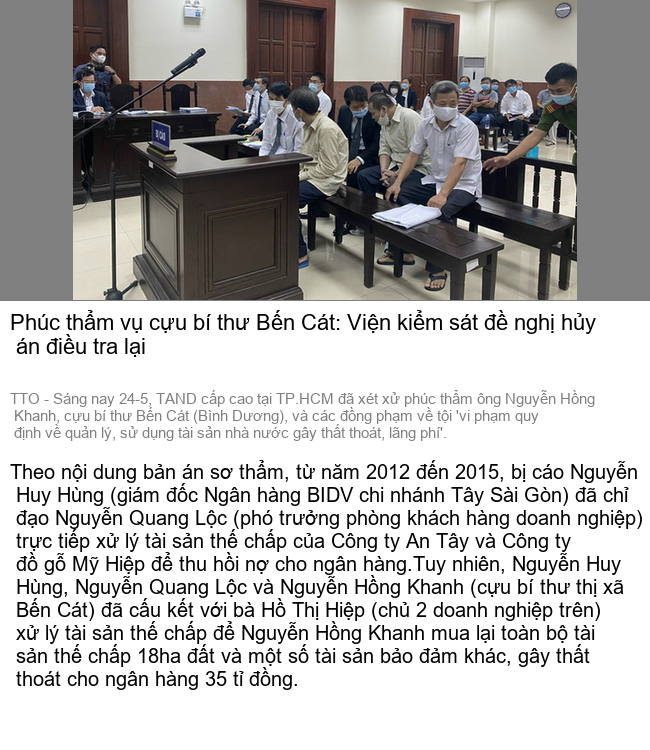 BỊ CÁO
Phúc thẩm vụ cựu bí thư Bến Cát: Viện kiểm sát đề nghị hủy
án điều tra lại
TTO - Sáng nay 24-5, TAND cấp cao tại TP.HCM đã xét xử phúc thẩm ông Nguyễn Hồng
Khanh, cựu bí thư Bến Cát (Bình Dương), và các đồng phạm về tội 'vi phạm quy
định về quản lý, sử dụng tài sản nhà nước gây thất thoát, lãng phí'.
Theo nội dung bản án sơ thẩm, từ năm 2012 đến 2015, bị cáo Nguyễn
Huy Hùng (giám đốc Ngân hàng BIDV chi nhánh Tây Sài Gòn) đã chỉ
đạo Nguyễn Quang Lộc (phó trưởng phòng khách hàng doanh nghiệp)
trực tiếp xử lý tài sản thế chấp của Công ty An Tây và Công ty
đồ gỗ Mỹ Hiệp để thu hồi nợ cho ngân hàng.Tuy nhiên, Nguyễn Huy
Hùng, Nguyễn Quang Lộc và Nguyễn Hồng Khanh (cựu bí thư thị xã
Bến Cát) đã cấu kết với bà Hồ Thị Hiệp (chủ 2 doanh nghiệp trên)
xử lý tài sản thế chấp để Nguyễn Hồng Khanh mua lại toàn bộ tài
sản thế chấp 18ha đất và một số tài sản bảo đảm khác, gây thất
thoát cho ngân hàng 35 tỉ đồng.